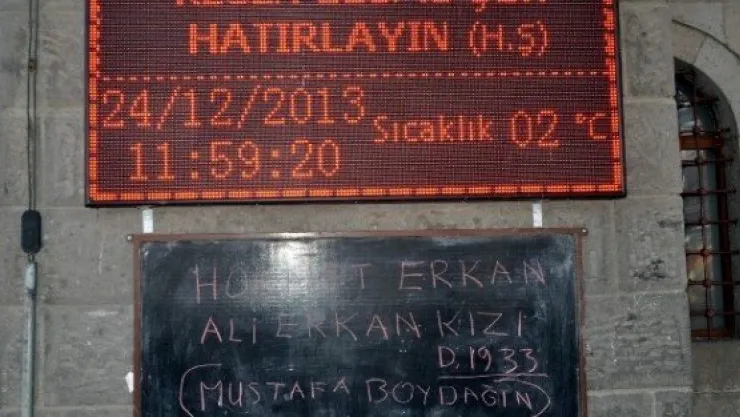 HATIRLAYIN (H.Ş)
24/12/2013
Sıcaklık 02 °C
11:59:20
ERKAN
ALİ ERKAN KIZI
D.1933
(MUSTAFA BOYDAĞIN)